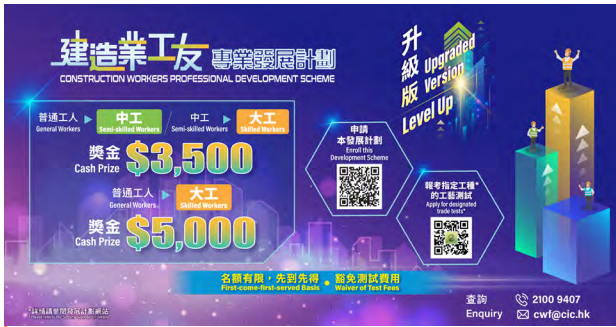 建造業工友 專業發展計劃
CONSTRUCTION WORKERS PROFESSIONAL DEVELOPMENT SCHEME
升級版
Upgraded Version
Level Up
普通工人 中工 / 中工 大工
General Workers Semi-skilled Workers Semi-skilled Workers Skilled Workers
獎金
Cash Prize
$3,500
普通工人 大工
General Workers Skilled Workers
獎金
Cash Prize
$5,000
申請
本發展計劃
Enroll this
Development Scheme
報考指定工種*
的工藝測試
Apply for designated
trade tests*
名額有限，先到先得 • 豁免測試費用
First-come-first-served Basis Waiver of Test Fees
查詢 2100 9407
Enquiry cwf@cic.hk